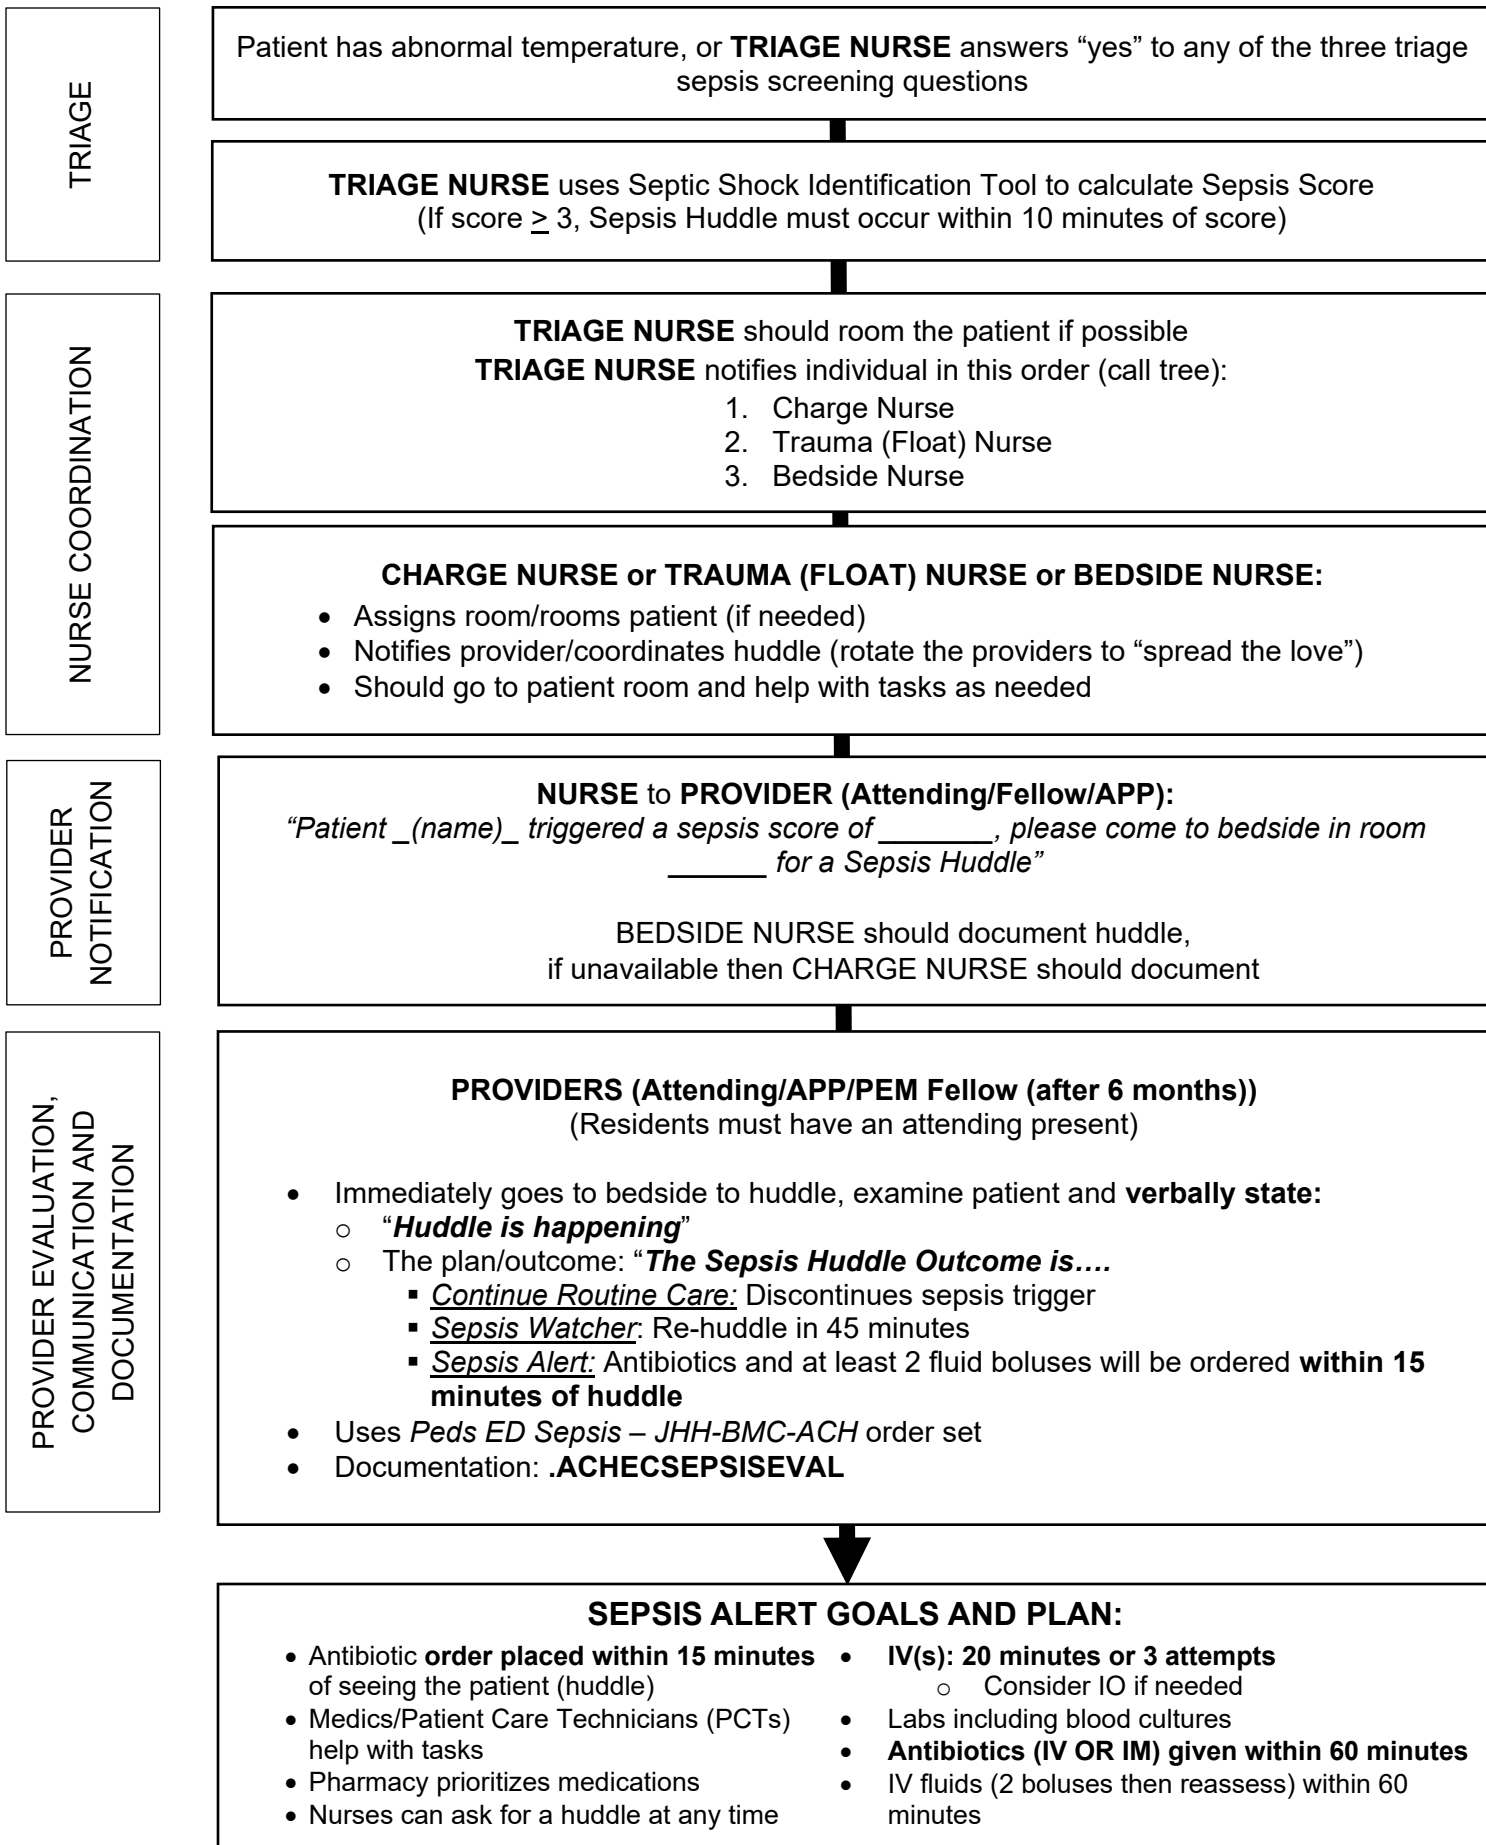 TRIAGE
Patient has abnormal temperature, or TRIAGE NURSE answers “yes” to any of the three triage
sepsis screening questions
TRIAGE NURSE uses Septic Shock Identification Tool to calculate Sepsis Score
(If score ≥ 3, Sepsis Huddle must occur within 10 minutes of score)
NURSE COORDINATION
TRIAGE NURSE should room the patient if possible
TRIAGE NURSE notifies individual in this order (call tree):
1. Charge Nurse
2. Trauma (Float) Nurse
3. Bedside Nurse
CHARGE NURSE or TRAUMA (FLOAT) NURSE or BEDSIDE NURSE:
• Assigns room/rooms patient (if needed)
• Notifies provider/coordinates huddle (rotate the providers to “spread the love”)
• Should go to patient room and help with tasks as needed
PROVIDER
NOTIFICATION
NURSE to PROVIDER (Attending/Fellow/APP):
“Patient _(name)_ triggered a sepsis score of _______, please come to bedside in room
______ for a Sepsis Huddle”
BEDSIDE NURSE should document huddle,
if unavailable then CHARGE NURSE should document
PROVIDER EVALUATION,
COMMUNICATION AND
DOCUMENTATION
PROVIDERS (Attending/APP/PEM Fellow (after 6 months))
(Residents must have an attending present)
• Immediately goes to bedside to huddle, examine patient and verbally state:
o “Huddle is happening”
o The plan/outcome: “The Sepsis Huddle Outcome is….
▪ Continue Routine Care: Discontinues sepsis trigger
▪ Sepsis Watcher: Re-huddle in 45 minutes
▪ Sepsis Alert: Antibiotics and at least 2 fluid boluses will be ordered within 15
minutes of huddle
• Uses Peds ED Sepsis – JHH-BMC-ACH order set
• Documentation: .ACHECSEPSISEVAL
SEPSIS ALERT GOALS AND PLAN:
• Antibiotic order placed within 15 minutes
of seeing the patient (huddle)
• Medics/Patient Care Technicians (PCTs)
help with tasks
• Pharmacy prioritizes medications
• Nurses can ask for a huddle at any time
• IV(s): 20 minutes or 3 attempts
o Consider IO if needed
• Labs including blood cultures
• Antibiotics (IV OR IM) given within 60 minutes
• IV fluids (2 boluses then reassess) within 60
minutes